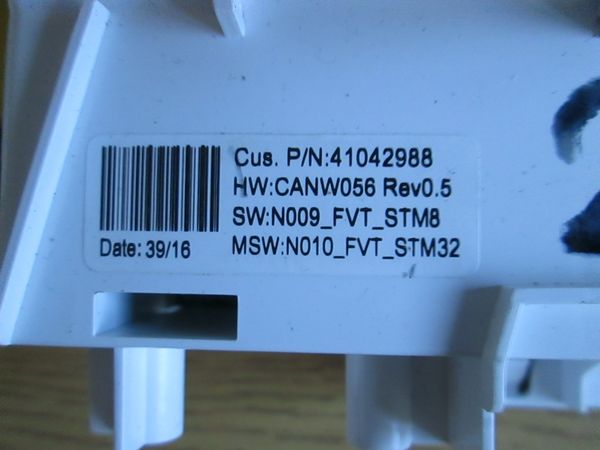 Cus. P/N:41042988
HW:CANW056 Rev0.5
SW:N009_FVT_STM8
MSW:N010_FVT_STM32
Date: 39/16